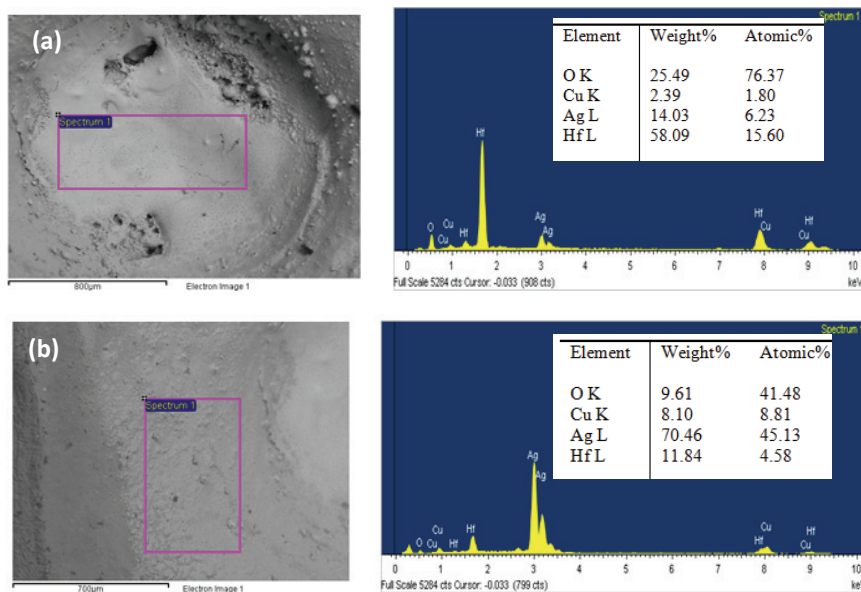 (a)
Spectrum 1
800µm
Electron Image 1
Spectrum 1
Element Weight% Atomic%
O K 25.49 76.37
Cu K 2.39 1.80
Ag L 14.03 6.23
Hf L 58.09 15.60
Hf
O
Cu
Cu
Hf
Ag
Ag
Hf
Cu
Hf
Cu
0 1 2 3 4 5 6 7 8 9 10
Full Scale 5284 cts Cursor: -0.033 (908 cts)
keV
(b)
Spectrum 1
700µm
Electron Image 1
Spectrum
Element Weight% Atomic%
O K 9.61 41.48
Cu K 8.10 8.81
Ag L 70.46 45.13
Hf L 11.84 4.58
Ag
Ag
O
Cu
Cu
Hf
Hf
Cu
Hf
Hf
Cu
0 1 2 3 4 5 6 7 8 9 10
Full Scale 5284 cts Cursor: -0.033 (799 cts)
ke